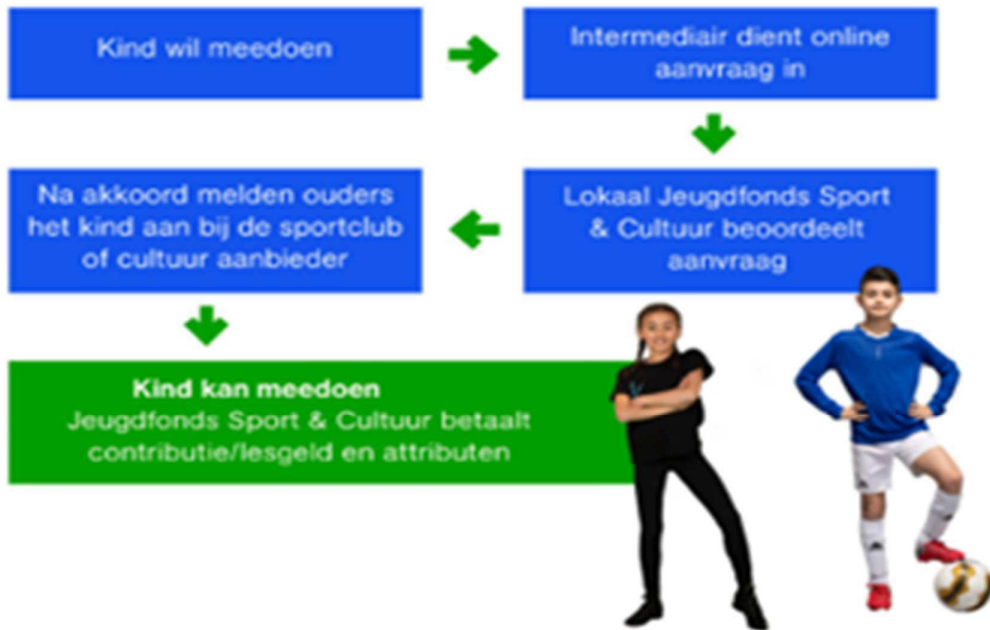 Kind wil meedoen
Intermediair dient online
aanvraag in
Lokaal Jeugdfonds Sport
& Cultuur beoordeelt
aanvraag
Na akkoord melden ouders
het kind aan bij de sportclub
of cultuur aanbieder
Kind kan meedoen
Jeugdfonds Sport & Cultuur betaalt
contributie/lesgeld en attributen